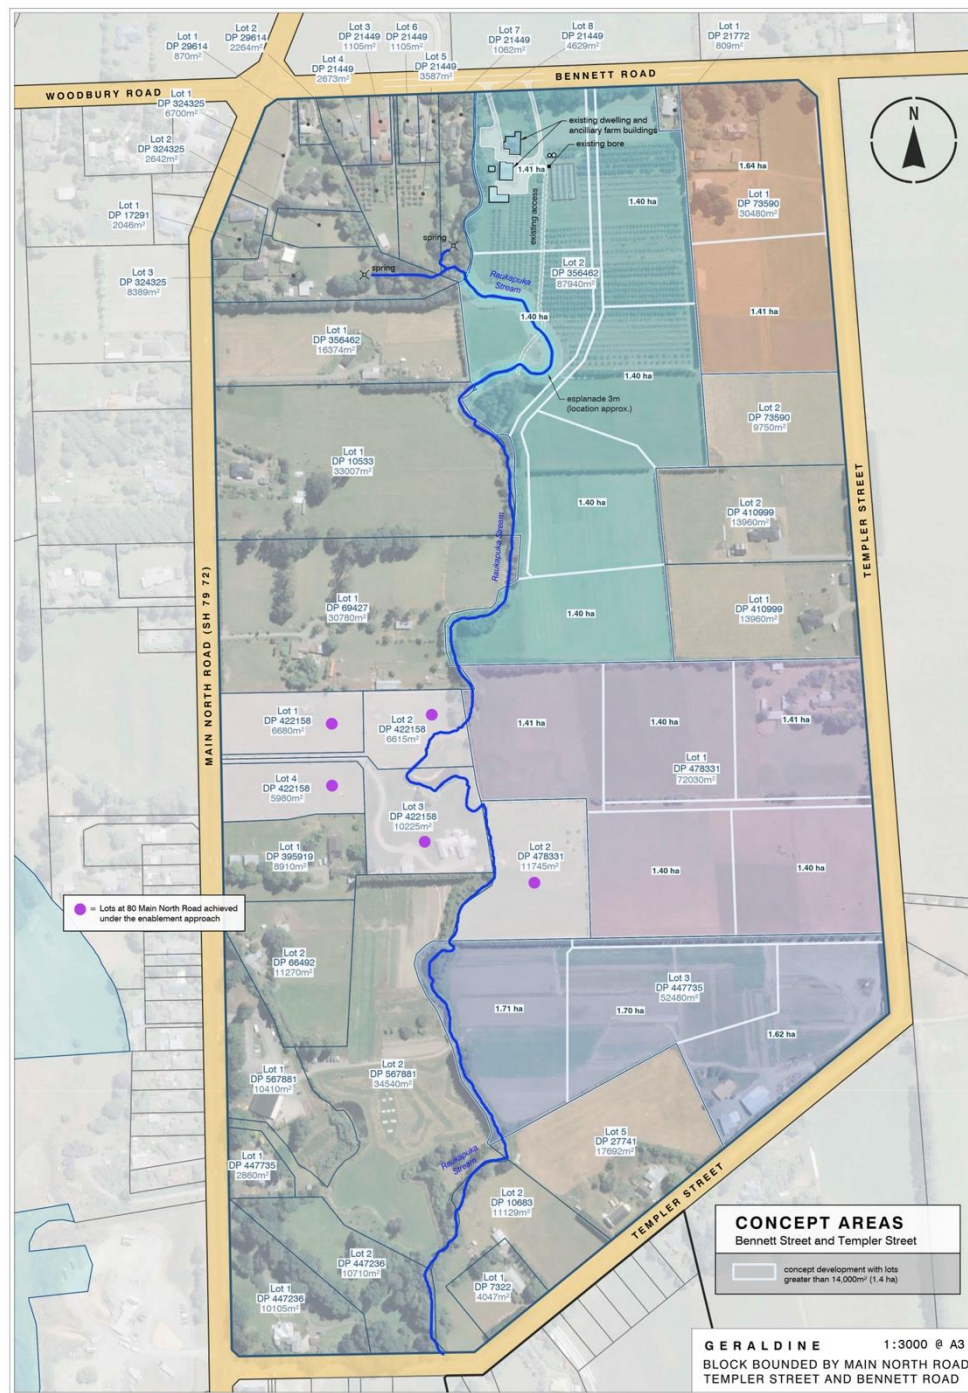 Lot 1
DP 29614
870m²
Lot 2
DP 29614
2264m²
Lot 3
DP 21449
1105m²
Lot 4
DP 21449
2673m²
Lot 6
DP 21449
1105m²
Lot 5
DP 21449
3587m²
Lot 7
DP 21449
1062m²
Lot 8
DP 21449
4629m²
Lot 1
DP 21772
809m²
WOODBURY ROAD
BENNETT ROAD
Lot 1
DP 324325
6700m²
Lot 2
DP 324325
2642m²
Lot 1
DP 17291
2046m²
Lot 3
DP 324325
8389m²
existing dwelling and
ancilliary farm buildings
existing bore
1.41 ha
existing access
1.40 ha
1.64 ha
Lot 1
DP 73590
30480m²
N
spring
spring
Raukapuka
Stream
Lot 2
DP 356462
87940m²
1.40 ha
1.41 ha
Lot 1
DP 356462
16374m²
1.40 ha
esplanade 3m
(location approx.)
Lot 2
DP 73590
9750m²
Lot 1
DP 10533
33007m²
1.40 ha
Lot 2
DP 410999
13960m²
TEMPLER STREET
Raukapuka Stream
MAIN NORTH ROAD (SH 79 72)
Lot 1
DP 69427
30780m²
1.40 ha
Lot 1
DP 410999
13960m²
Lot 1
DP 422158
6680m²
Lot 2
DP 422158
6615m²
1.41 ha
1.40 ha
1.41 ha
Lot 1
DP 478331
72030m²
Lot 4
DP 422158
5980m²
Lot 3
DP 422158
10225m²
Lot 1
DP 395919
8910m²
Lot 2
DP 478331
11745m²
1.40 ha
1.40 ha
= Lots at 80 Main North Road achieved
under the enablement approach
Lot 2
DP 66492
11270m²
Lot 3
DP 447735
52480m²
1.71 ha
1.70 ha
1.62 ha
Lot 1
DP 567881
10410m²
Lot 2
DP 567881
34540m²
Lot 5
DP 27741
17692m²
Lot 1
DP 447735
2860m²
Raukapuka
Stream
Lot 2
DP 10683
11129m²
TEMPLER STREET
Lot 2
DP 447236
10710m²
Lot 1
DP 447236
10105m²
Lot 1
DP 7322
4047m²
CONCEPT AREAS
Bennett Street and Templer Street
concept development with lots
greater than 14,000m² (1.4 ha)
GERALDINE 1:3000 @ A3
BLOCK BOUNDED BY MAIN NORTH ROAD
TEMPLER STREET AND BENNETT ROAD